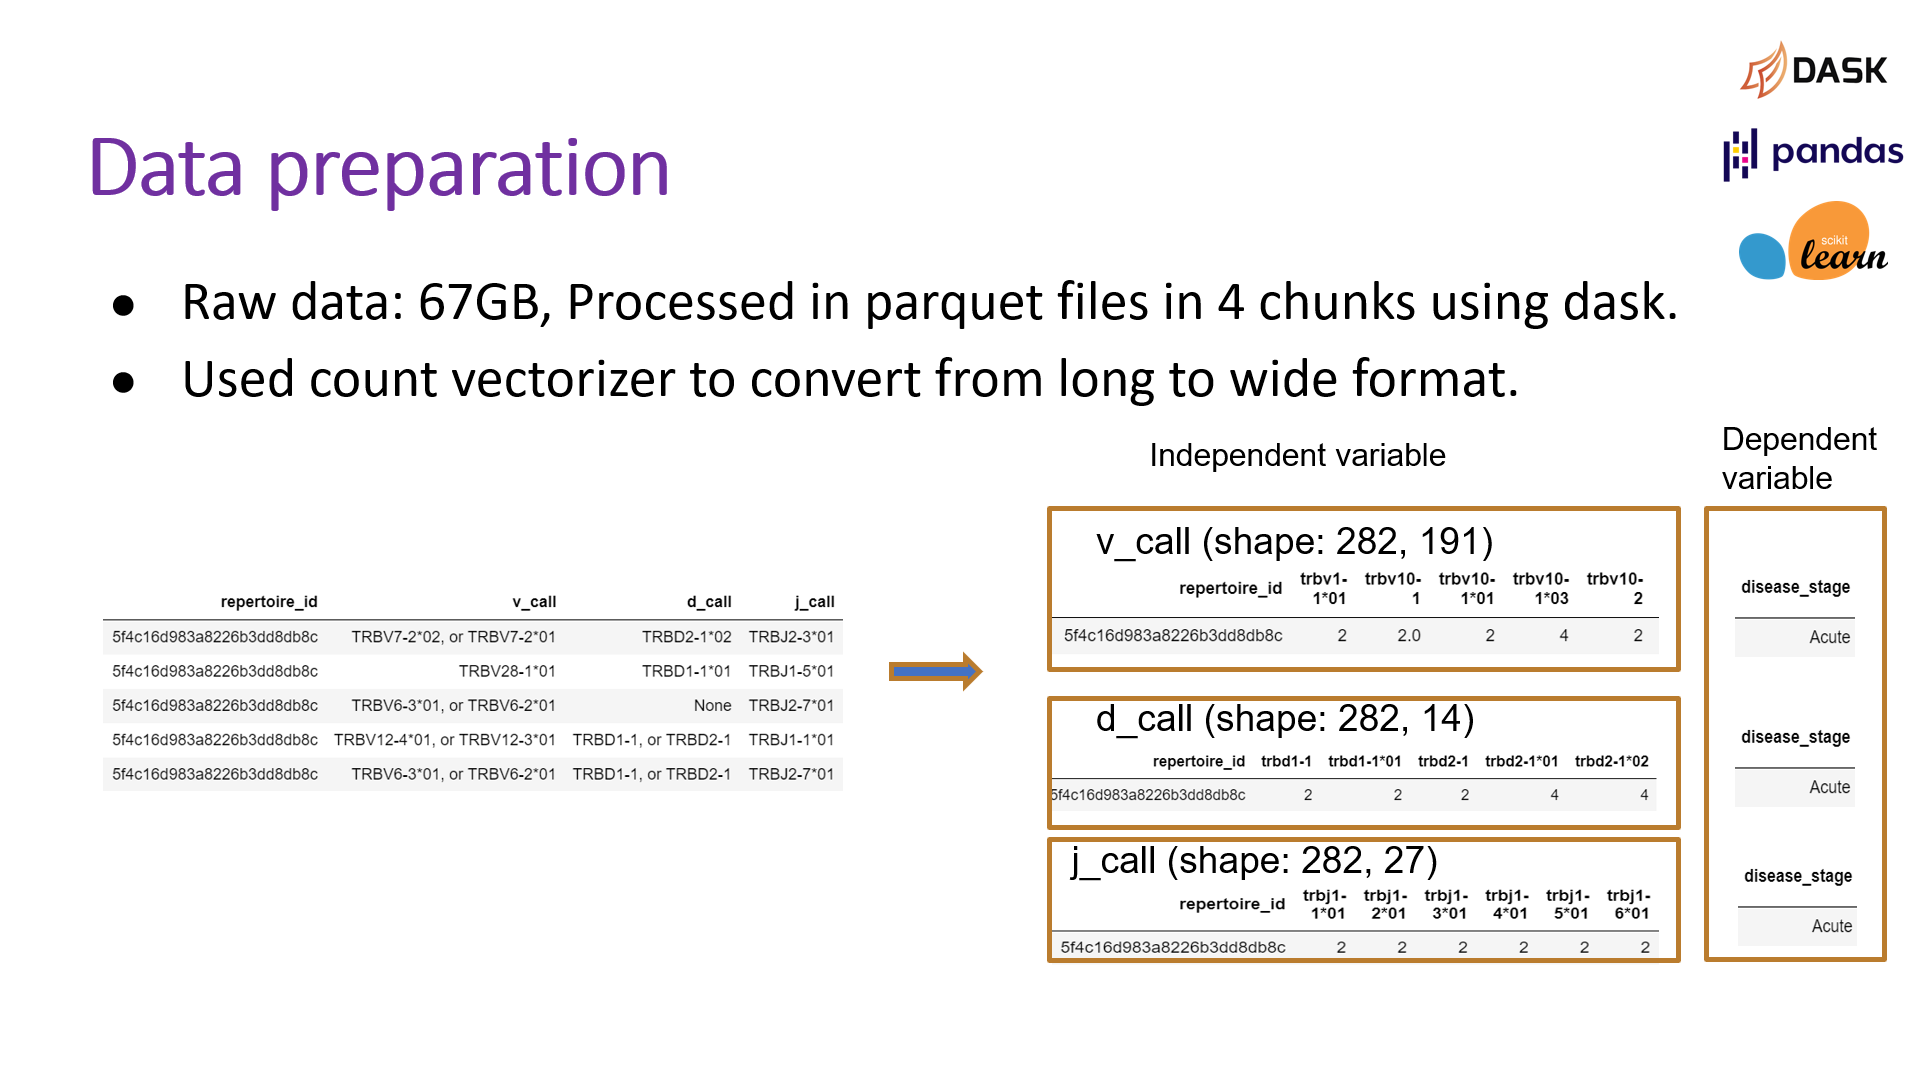 DASK
pandas
scikit
learn
Data preparation
● Raw data: 67GB, Processed in parquet files in 4 chunks using dask.
● Used count vectorizer to convert from long to wide format.
repertoire_id v_call d_call j_call
5f4c16d983a8226b3dd8db8c TRBV7-2*02, or TRBV7-2*01 TRBD2-1*02 TRBJ2-3*01
5f4c16d983a8226b3dd8db8c TRBV28-1*01 TRBD1-1*01 TRBJ1-5*01
5f4c16d983a8226b3dd8db8c TRBV6-3*01, or TRBV6-2*01 None TRBJ2-7*01
5f4c16d983a8226b3dd8db8c TRBV12-4*01, or TRBV12-3*01 TRBD1-1, or TRBD2-1 TRBJ1-1*01
5f4c16d983a8226b3dd8db8c TRBV6-3*01, or TRBV6-2*01 TRBD1-1, or TRBD2-1 TRBJ2-7*01
Independent variable
v_call (shape: 282, 191)
repertoire_id trbv1-1*01 trbv10-1 trbv10-1*01 trbv10-1*03 trbv10-2
5f4c16d983a8226b3dd8db8c 2 2.0 2 4 2
d_call (shape: 282, 14)
repertoire_id trbd1-1 trbd1-1*01 trbd2-1 trbd2-1*01 trbd2-1*02
5f4c16d983a8226b3dd8db8c 2 2 2 4 4
j_call (shape: 282, 27)
repertoire_id trbj1-1*01 trbj1-2*01 trbj1-3*01 trbj1-4*01 trbj1-5*01 trbj1-6*01
5f4c16d983a8226b3dd8db8c 2 2 2 2 2 2
Dependent
variable
disease_stage
Acute
disease_stage
Acute
disease_stage
Acute